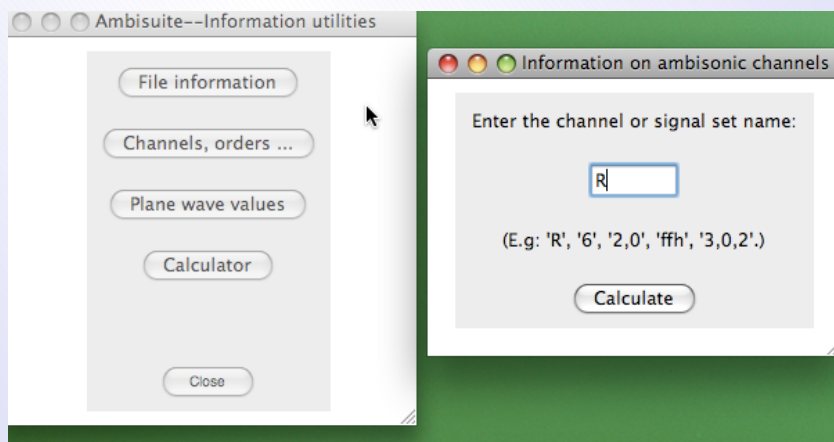 Ambisuite--Information utilities
File information
Channels, orders ...
Plane wave values
Calculator
Close
Information on ambisonic channels
Enter the channel or signal set name:
R
(E.g: 'R', '6', '2,0', 'ffh', '3,0,2'.)
Calculate